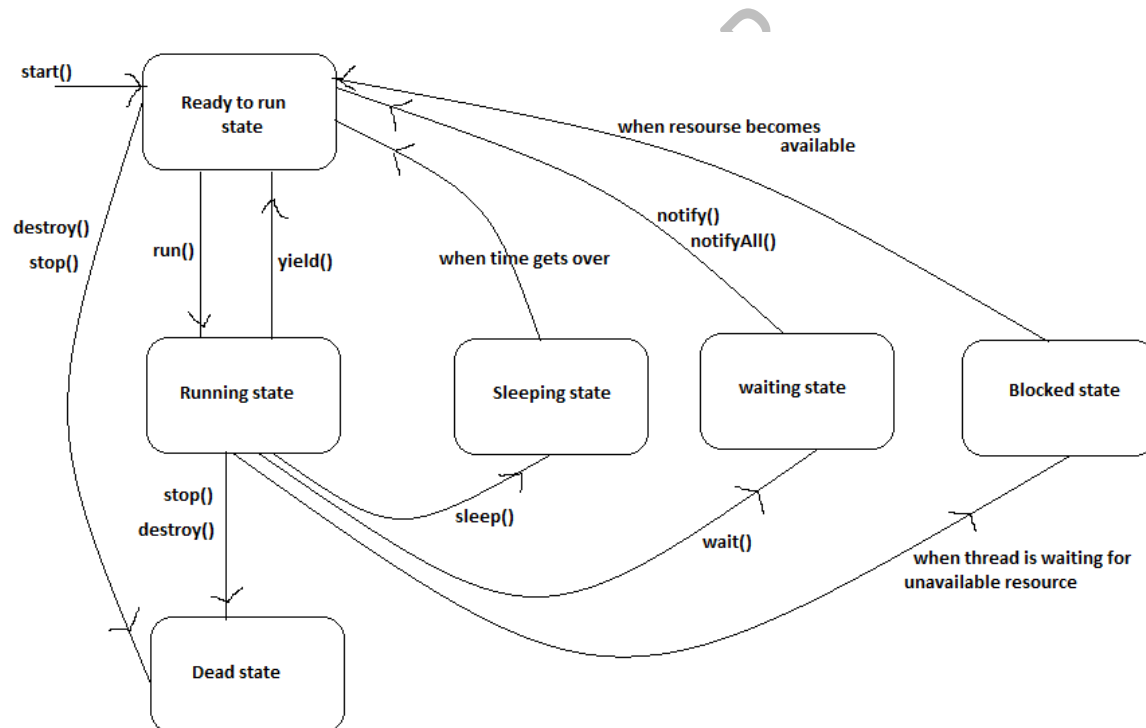 start()
Ready to run
state
when resourse becomes
available
destroy()
stop()
run()
yield()
when time gets over
notify()
notifyAll()
Running state
Sleeping state
waiting state
Blocked state
stop()
destroy()
sleep()
wait()
when thread is waiting for
unavailable resource
Dead state